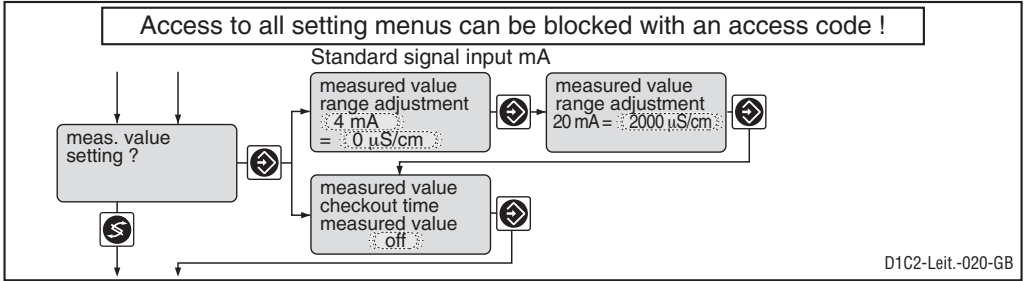 Access to all setting menus can be blocked with an access code !
Standard signal input mA
meas. value
setting ?
measured value
range adjustment
4 mA
= 0 µS/cm
measured value
range adjustment
20 mA = 2000 µS/cm
measured value
checkout time
measured value
off
D1C2-Leit.-020-GB